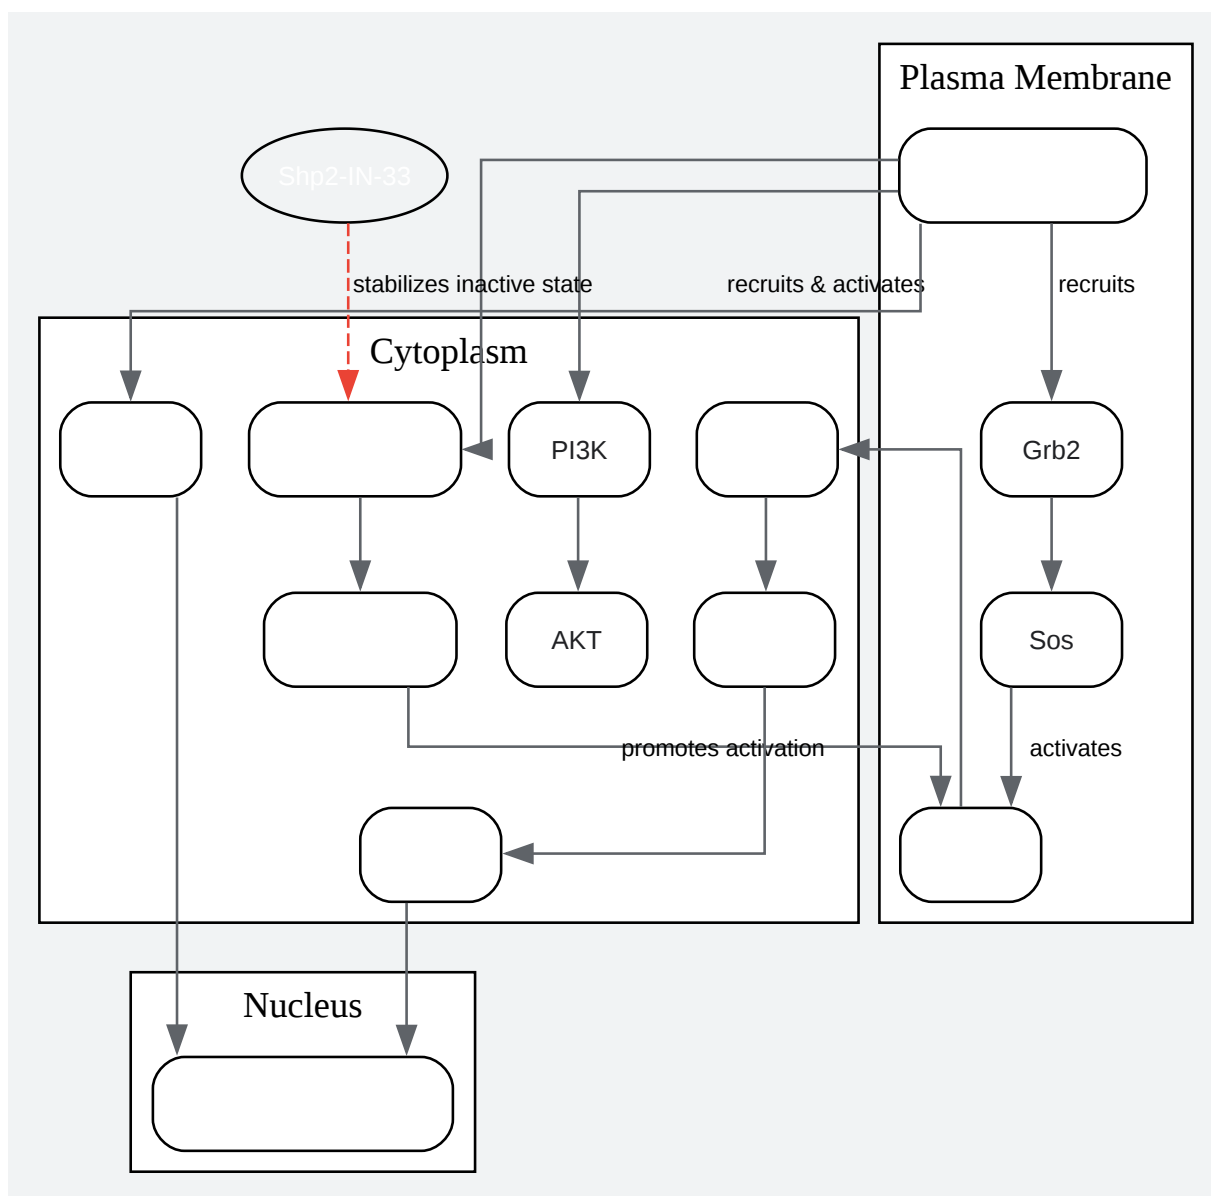 Plasma Membrane
Shp2-IN-33
stabilizes inactive state
recruits & activates
recruits
Cytoplasm
PI3K
Grb2
AKT
Sos
promotes activation
activates
Nucleus